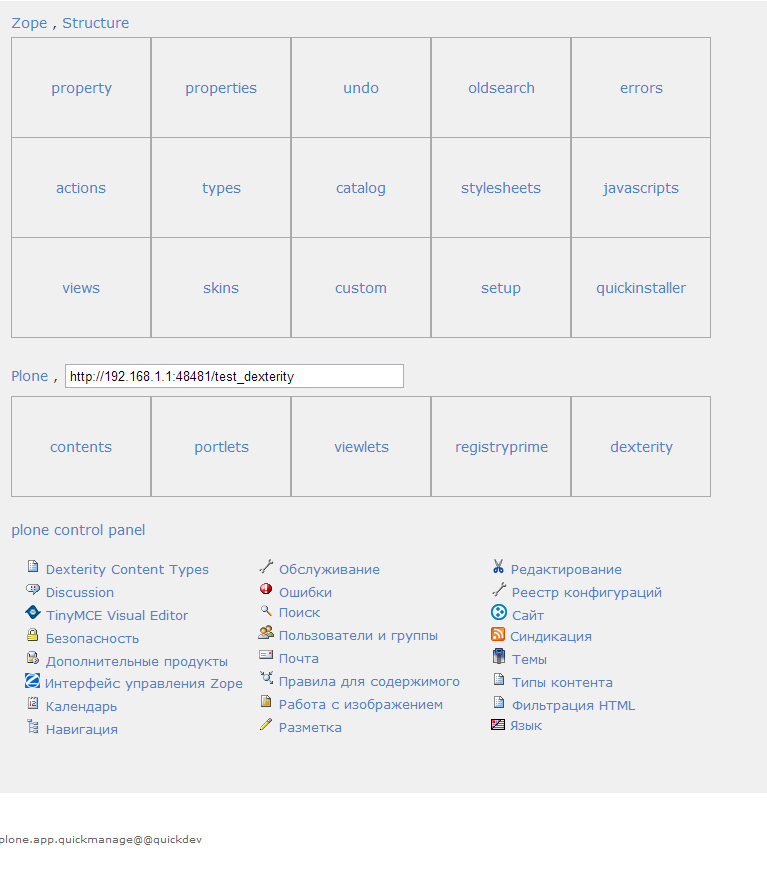 Zope , Structure
property properties undo oldsearch errors
actions types catalog stylesheets javascripts
views skins custom setup quickinstaller
Plone , http://192.168.1.1:48481/test_dexterity
contents portlets viewlets registryprime dexterity
plone control panel
Dexterity Content Types
Discussion
TinyMCE Visual Editor
Безопасность
Дополнительные продукты
Интерфейс управления Zope
Календарь
Навигация
Обслуживание
Ошибки
Поиск
Пользователи и группы
Почта
Правила для содержимого
Работа с изображением
Разметка
Редактирование
Реестр конфигураций
Сайт
Синдикация
Темы
Типы контента
Фильтрация HTML
Язык
plone.app.quickmanage@@quickdev